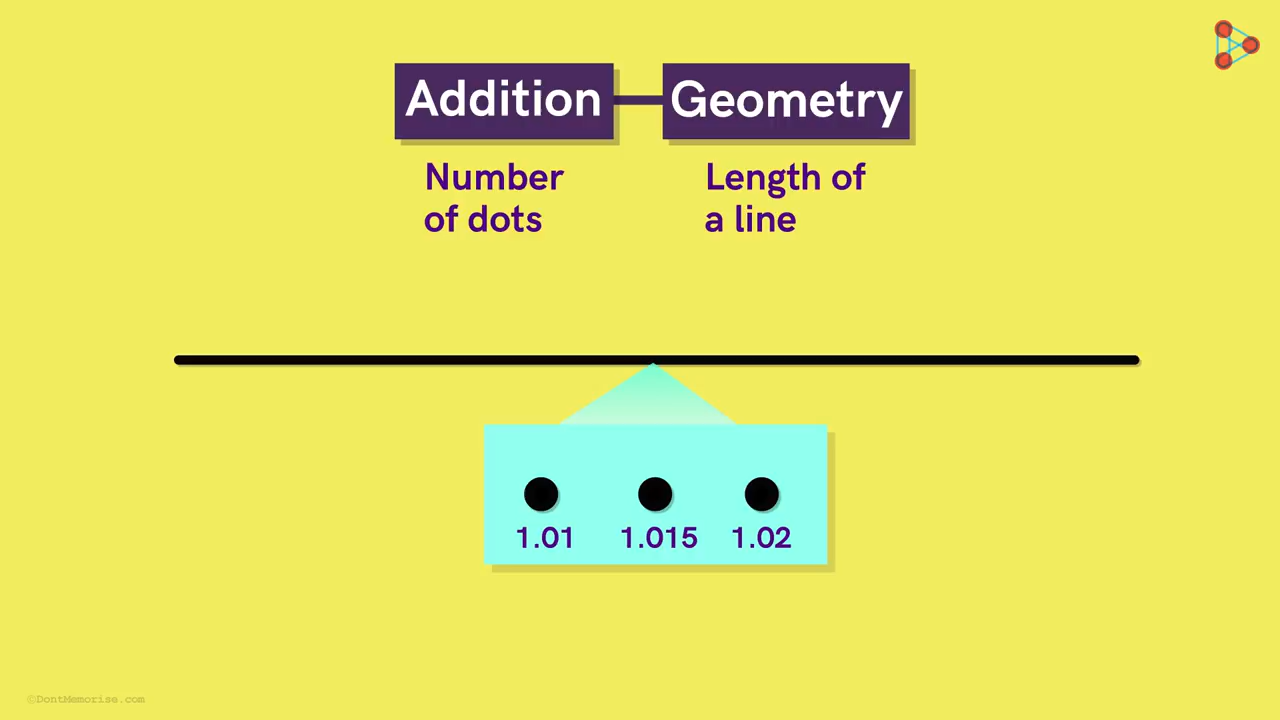 Addition
Geometry
Number
of dots
Length of
a line
1.01
1.015
1.02
©DontMemorise.com